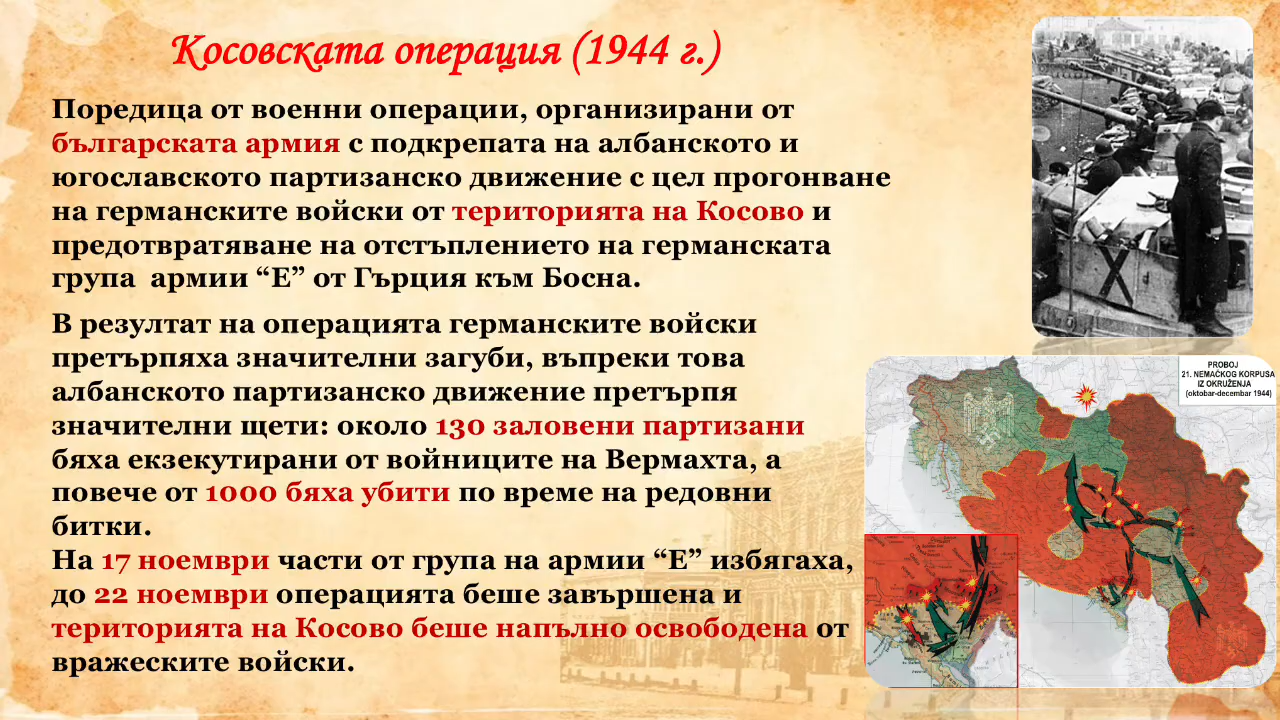 Косовската операция (1944 г.)
Поредица от военни операции, организирани от
българската армия с подкрепата на албанското и
югославското партизанско движение с цел прогонване
на германските войски от територията на Косово и
предотвратяване на отстъплението на германската
група  армии “Е” от Гърция към Босна.
В резултат на операцията германските войски
претърпяха значителни загуби, въпреки това
албанското партизанско движение претърпя
значителни щети: около 130 заловени партизани
бяха екзекутирани от войниците на Вермахта, а
повече от 1000 бяха убити по време на редовни
битки.
На 17 ноември части от група на армии “Е” избягаха,
до 22 ноември операцията беше завършена и
територията на Косово беше напълно освободена от
вражеските войски.
PROBOJ
21. NEMAČKOG KORPUSA
IZ OKRUŽENJA
(oktobar-decembar 1944)